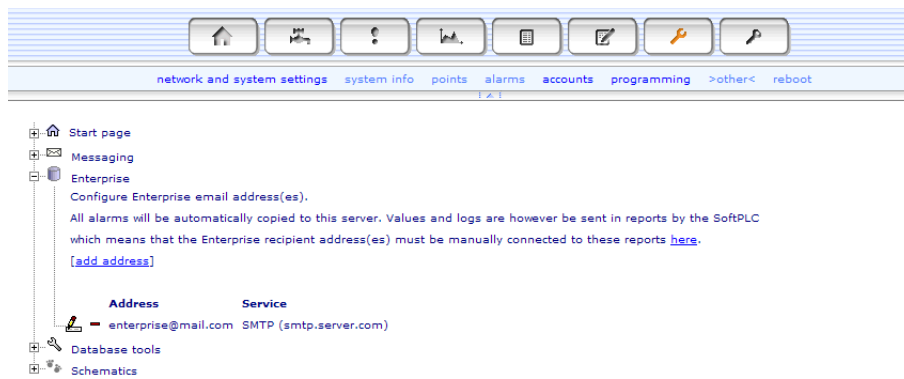 network and system settings system info points alarms accounts programming >other< reboot
Start page
Messaging
Enterprise
Configure Enterprise email address(es).
All alarms will be automatically copied to this server. Values and logs are however be sent in reports by the SoftPLC
which means that the Enterprise recipient address(es) must be manually connected to these reports here.
[add address]
Address Service
enterprise@mail.com SMTP (smtp.server.com)
Database tools
Schematics